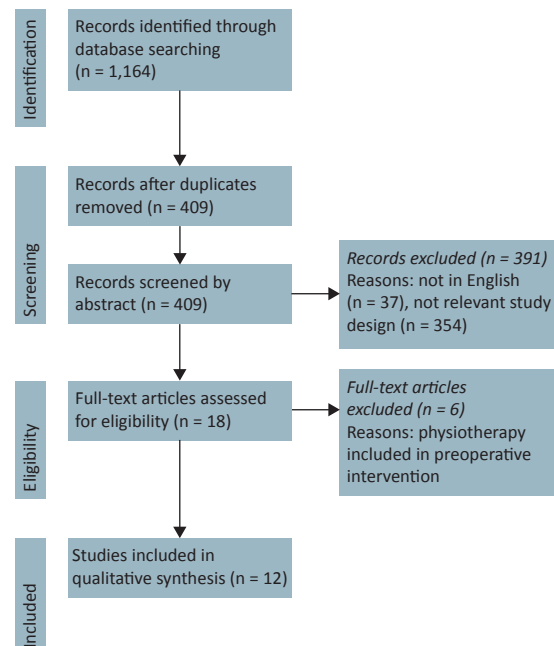 Identification
Records identified through
database searching
(n = 1,164)
Screening
Records after duplicates
removed (n = 409)
Records screened by
abstract (n = 409)
Records excluded (n = 391)
Reasons: not in English
(n = 37), not relevant study
design (n = 354)
Eligibility
Full-text articles assessed
for eligibility (n = 18)
Full-text articles
excluded (n = 6)
Reasons: physiotherapy
included in preoperative
intervention
Included
Studies included in
qualitative synthesis (n = 12)